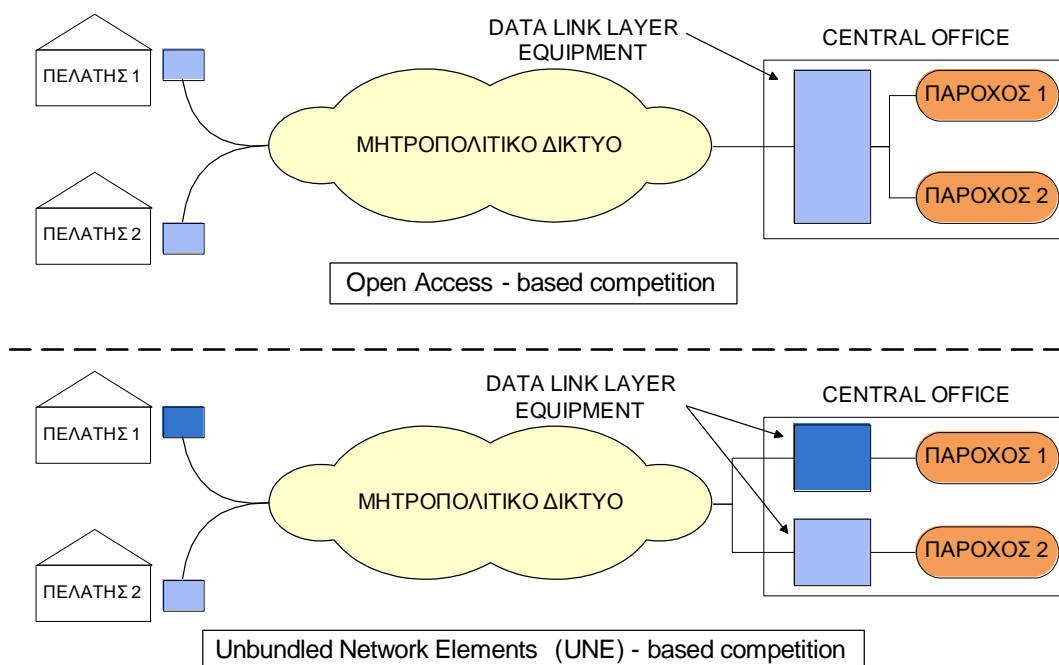 DATA LINK LAYER
EQUIPMENT
CENTRAL OFFICE
ΠΕΛΑΤΗΣ 1
ΠΑΡΟΧΟΣ 1
ΜΗΤΡΟΠΟΛΙΤΙΚΟ ΔΙΚΤΥΟ
ΠΕΛΑΤΗΣ 2
ΠΑΡΟΧΟΣ 2
Open Access - based competition
DATA LINK LAYER
EQUIPMENT
CENTRAL OFFICE
ΠΕΛΑΤΗΣ 1
ΠΑΡΟΧΟΣ 1
ΜΗΤΡΟΠΟΛΙΤΙΚΟ ΔΙΚΤΥΟ
ΠΕΛΑΤΗΣ 2
ΠΑΡΟΧΟΣ 2
Unbundled Network Elements (UNE) - based competition